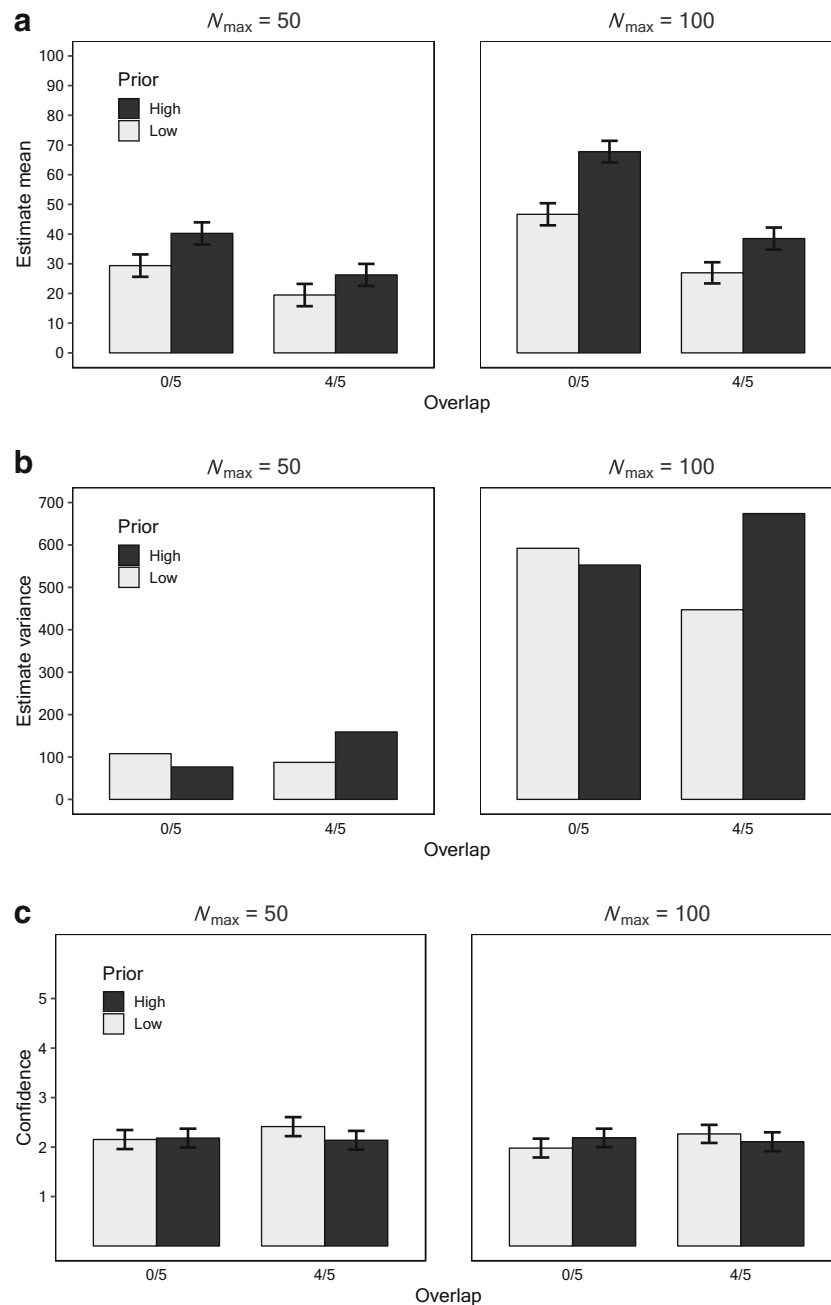 a
N max = 50
N max = 100
Estimate mean
100
90
80
70
60
50
40
30
20
10
0
Prior
High
Low
0/5
4/5
0/5
4/5
Overlap
b
N max = 50
N max = 100
Estimate variance
700
600
500
400
300
200
100
0
Prior
High
Low
0/5
4/5
0/5
4/5
Overlap
c
N max = 50
N max = 100
Confidence
5
4
3
2
1
Prior
High
Low
0/5
4/5
0/5
4/5
Overlap